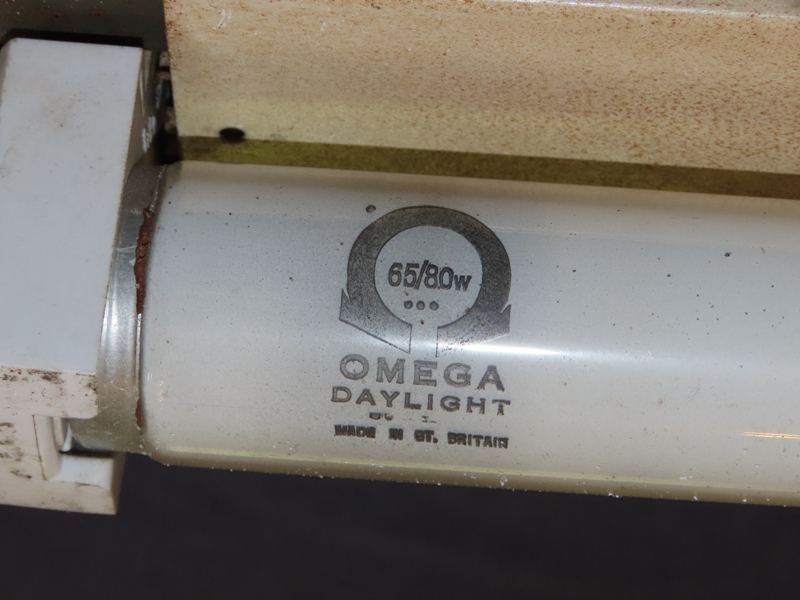 65/80w
OMEGA
DAYLIGHT
MADE IN GT. BRITAIN